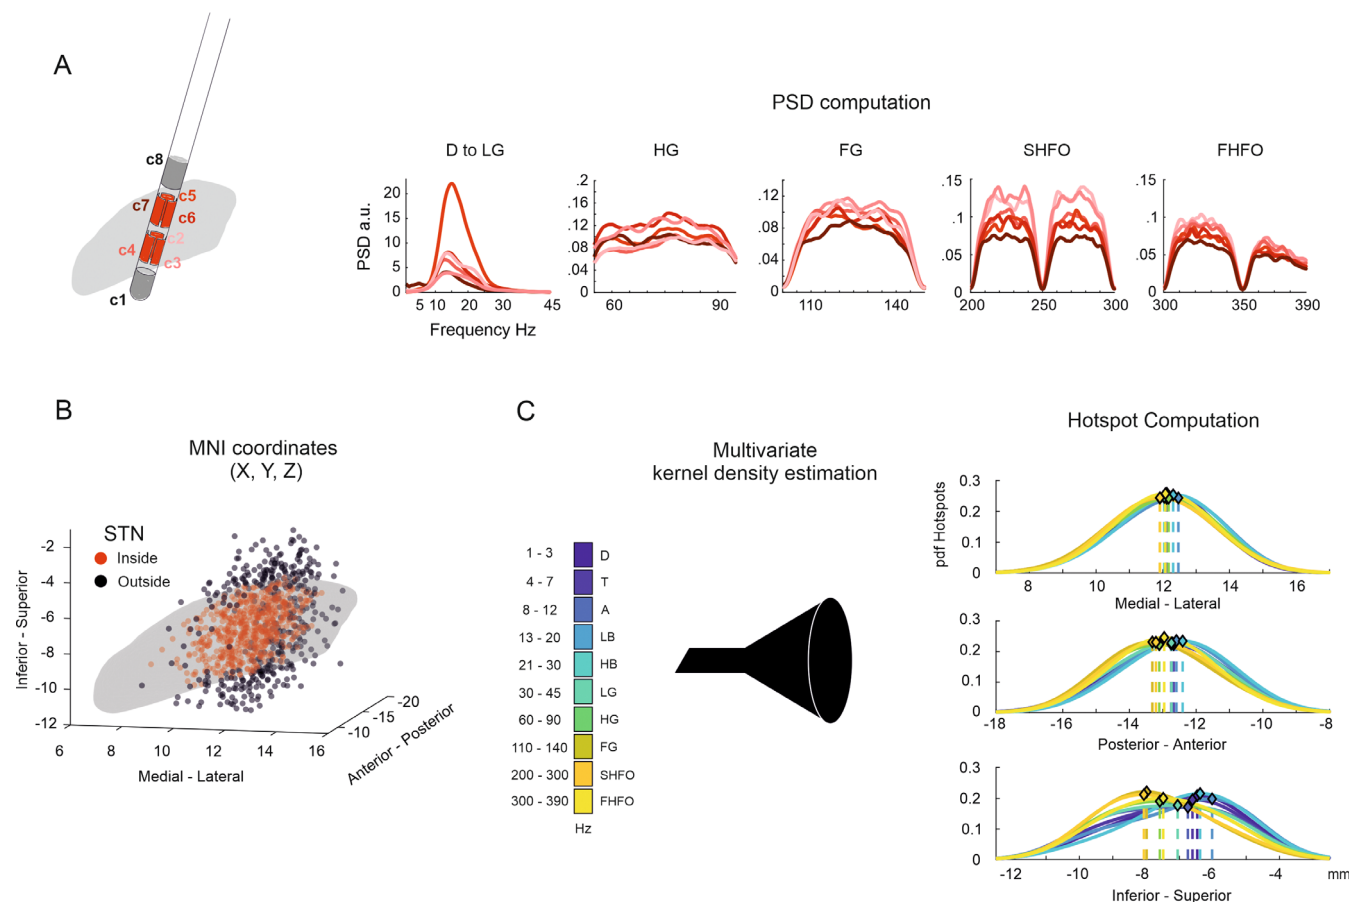 A
c8
c5
c7
c6
c2
c4
c3
c1
PSD computation
D to LG
HG
FG
SHFO
FHFO
PSD a.u.
20
15
10
5
0
5 10 20 30 45
Frequency Hz
.2
.16
.12
.08
.04
0
60 90
.12
.08
.04
0
110 140
.15
.1
.05
0
200 250 300
.15
.1
.05
0
300 350 390
B
MNI coordinates
(X, Y, Z)
STN
Inside
Outside
Inferior - Superior
-2
-4
-6
-8
-10
-12
6 8 10 12 14 16
Medial - Lateral
-10 -15 -20
Anterior - Posterior
C
Multivariate
kernel density estimation
1 - 3 D
4 - 7 T
8 - 12 A
13 - 20 LB
21 - 30 HB
30 - 45 LG
60 - 90 HG
110 - 140 FG
200 - 300 SHFO
300 - 390 FHFO
Hz
Hotspot Computation
pdf Hotspots
0.3
0.2
0.1
0
8 10 12 14 16
Medial - Lateral
0.3
0.2
0.1
0
-18 -16 -14 -12 -10 -8
Posterior - Anterior
0.3
0.2
0.1
0
-12 -10 -8 -6 -4 mm
Inferior - Superior